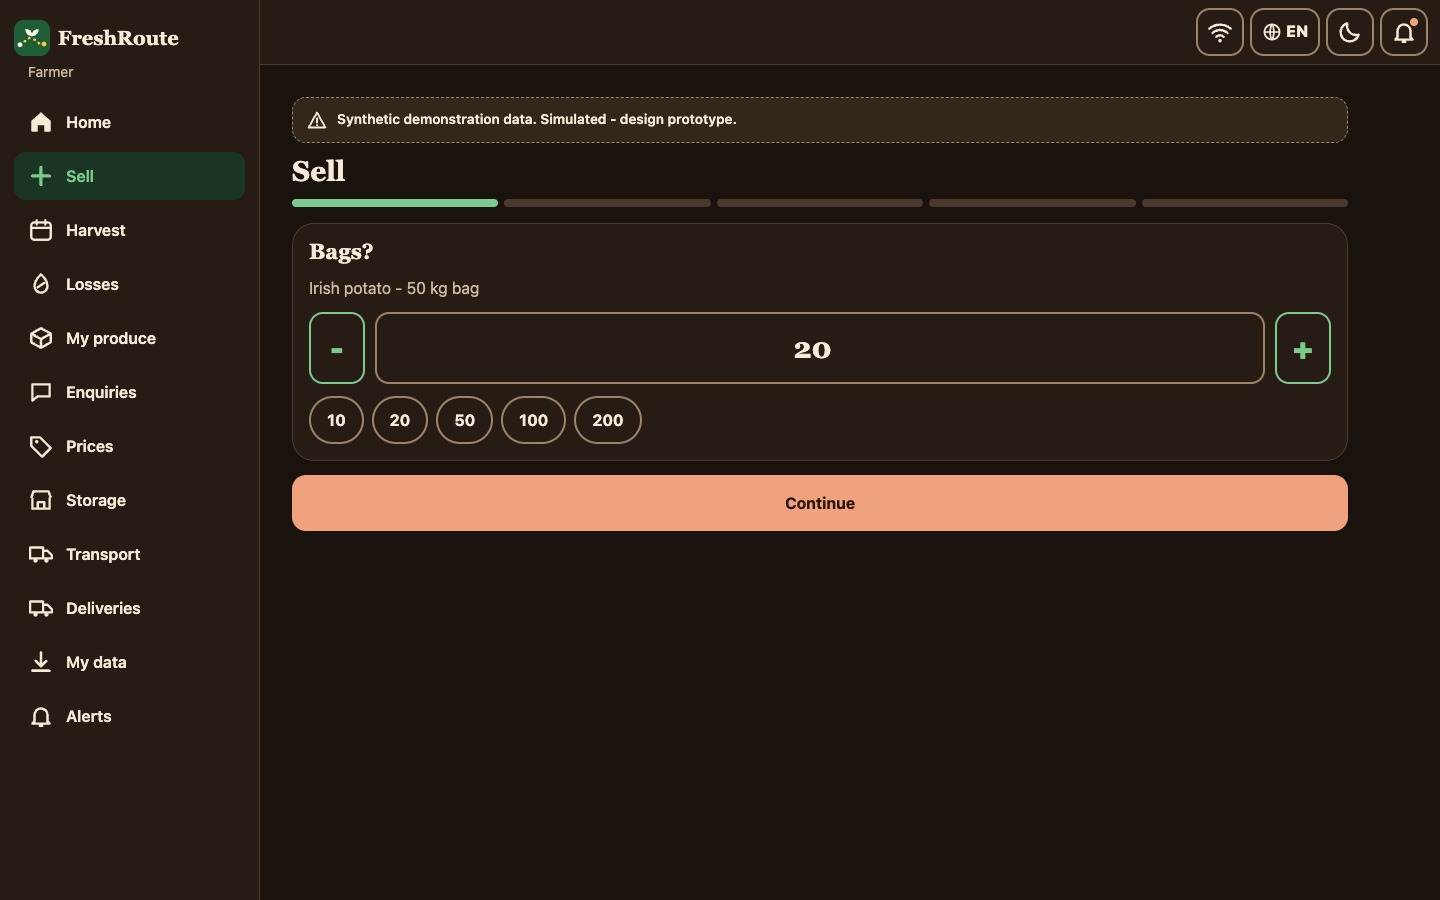 FreshRoute
Farmer
Home
Sell
Harvest
Losses
My produce
Enquiries
Prices
Storage
Transport
Deliveries
My data
Alerts
EN
Synthetic demonstration data. Simulated - design prototype.
Sell
Bags?
Irish potato - 50 kg bag
-
20
+
10
20
50
100
200
Continue